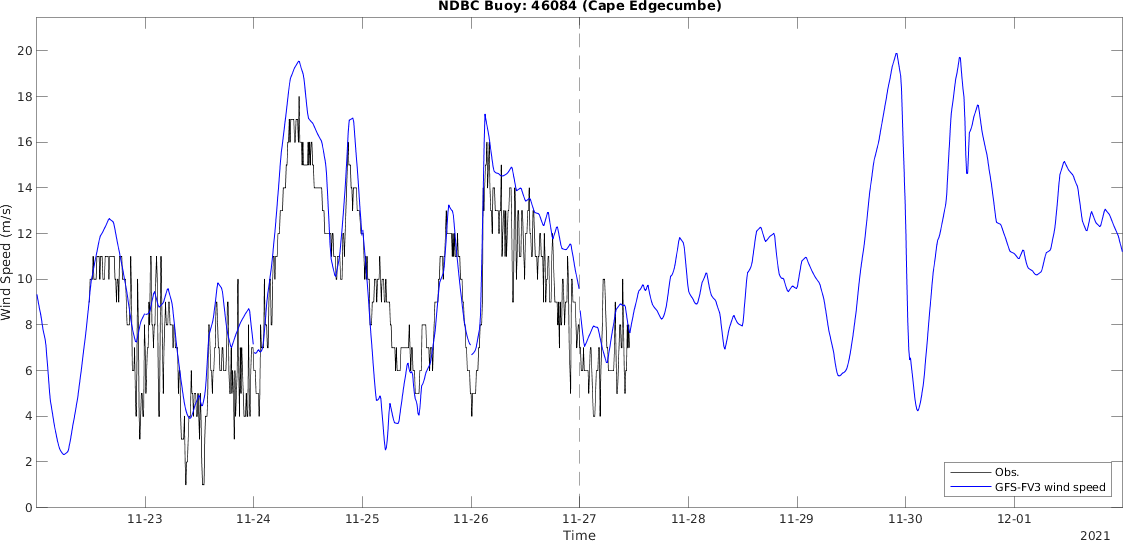 NDBC Buoy: 46084 (Cape Edgecumbe)
20
18
16
14
12
10
8
6
4
2
0
Wind Speed (m/s)
Obs.
GFS-FV3 wind speed
11-23 11-24 11-25 11-26 11-27 11-28 11-29 11-30 12-01
Time
2021